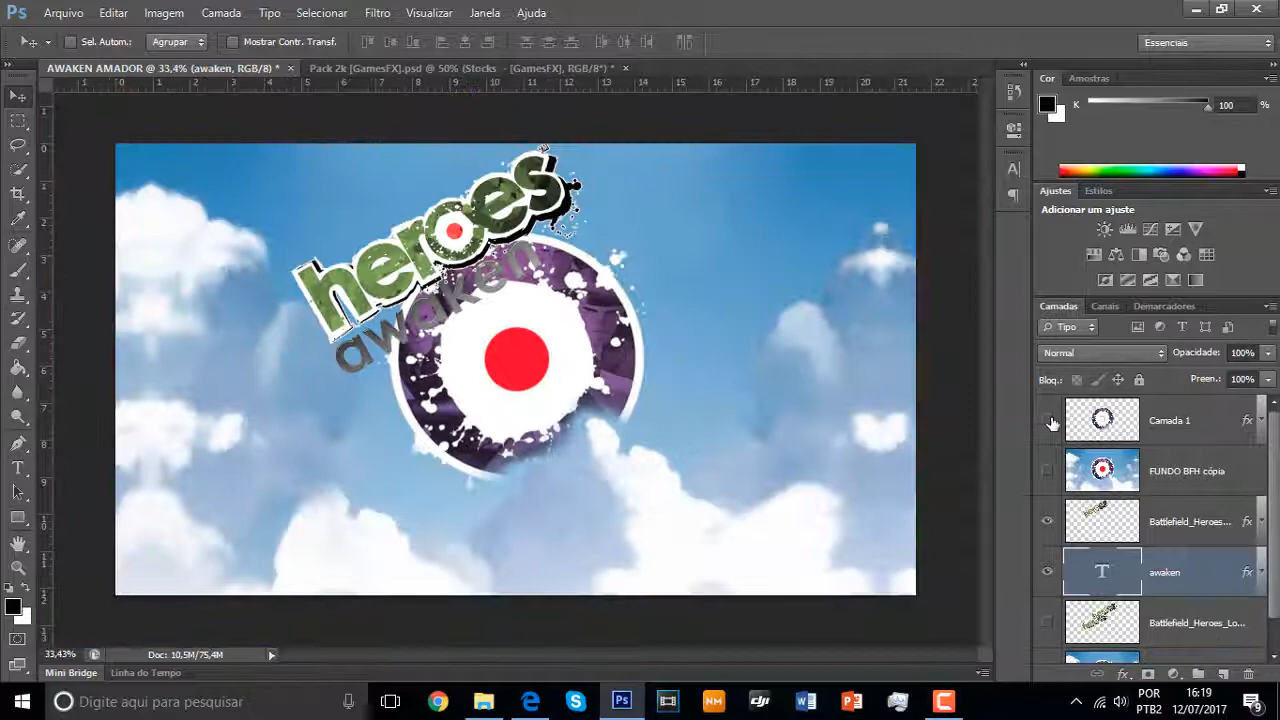 Ps Arquivo Editar Imagem Camada Tipo Selecionar Filtro Visualizar Janela Ajuda
Sel. Autom.: Agrupar Mostrar Contr. Transf. Essenciais
AWAKEN AMADOR @ 33,4% (awaken, RGB/8) * × Pack 2k [GamesFX].psd @ 50% (Stocks - [GamesFX], RGB/8*) * ×
Cor Amostras
K 100 %
Ajustes Estilos
Adicionar um ajuste
heroes
awaken
Camadas Canais Demarcadores
Tipo
Normal Opacidade: 100%
Bloq.: Preen.: 100%
Camada 1 fx
FUNDO BFH cópia
Battlefield_Heroes... fx
awaken fx
Battlefield_Heroes_Lo...
33,43% Doc: 10,5M/75,4M
Mini Bridge Linha do Tempo
Digite aqui para pesquisar
POR
PTB2
16:19
12/07/2017